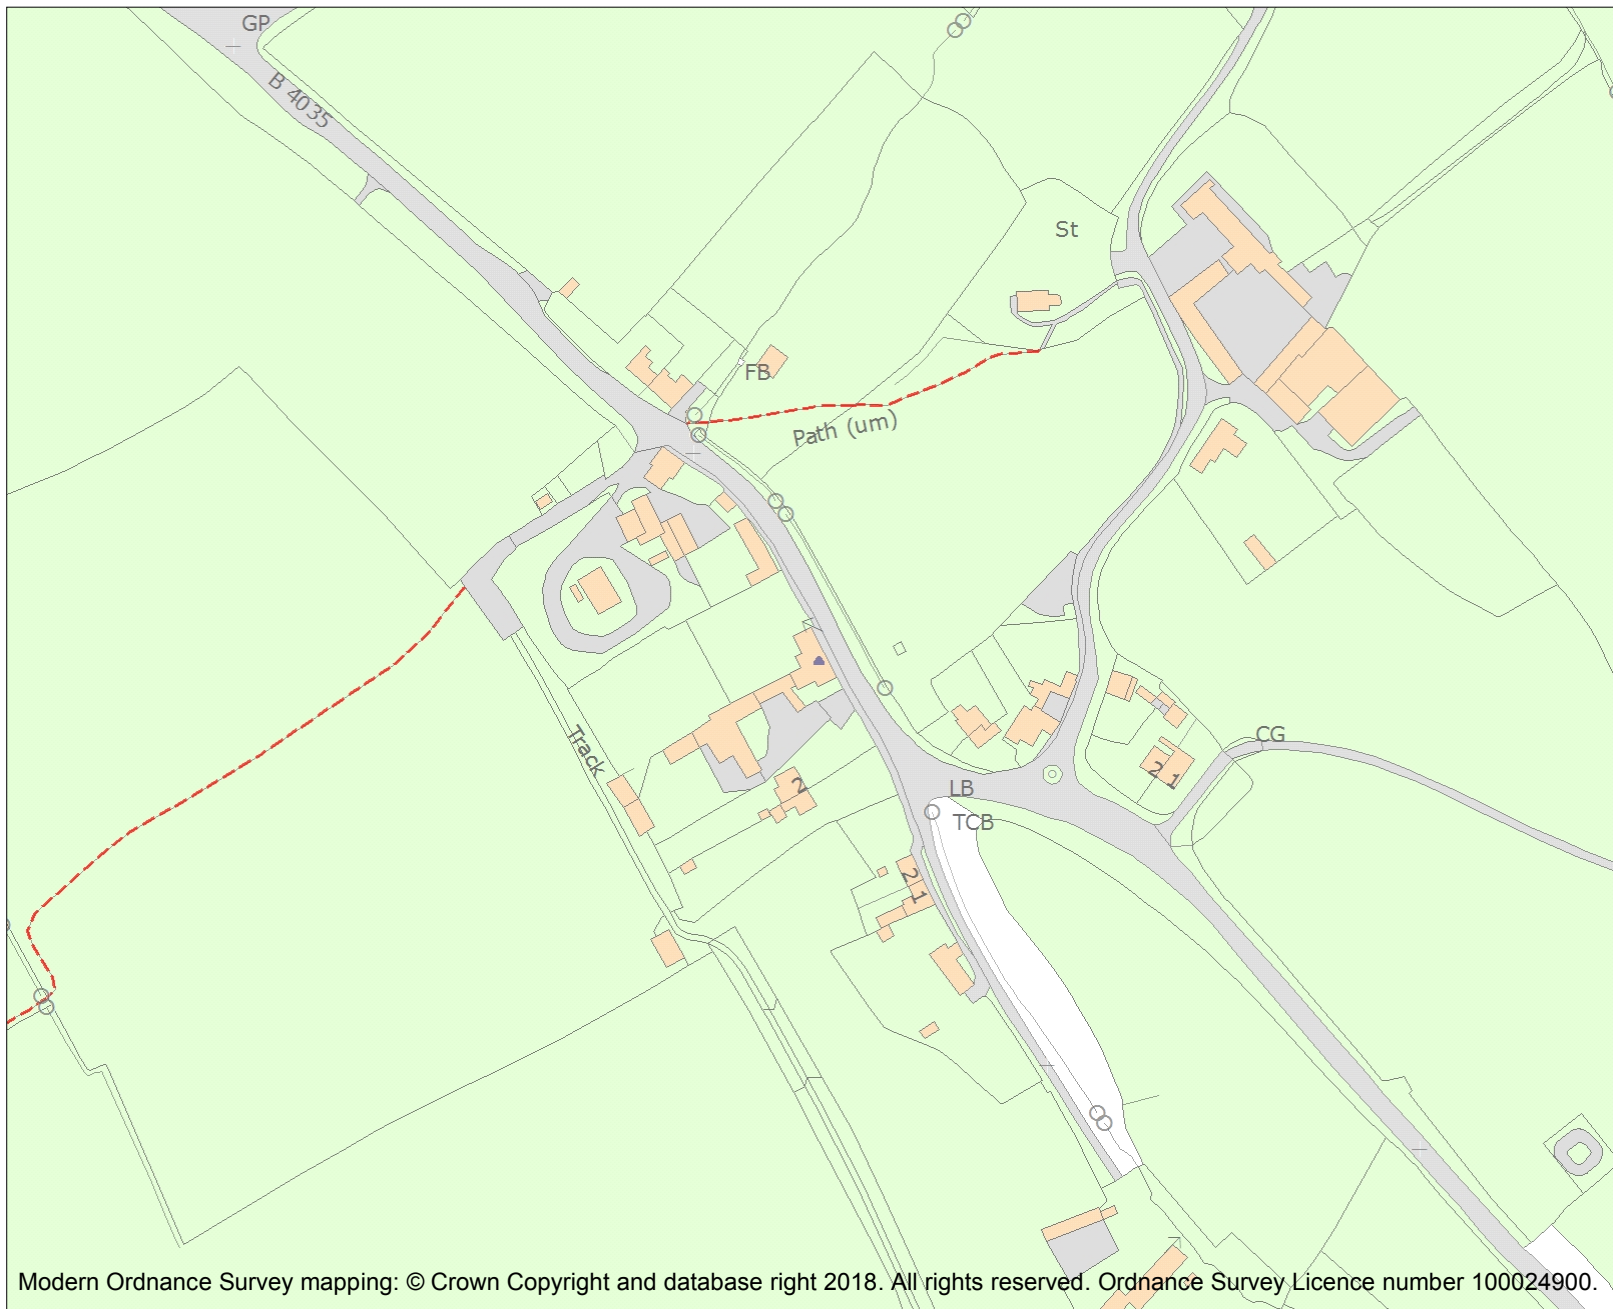 GP
B 4035
St
FB
Path (um)
Track
CG
2
LB
2 1
TCB
2 1
Modern Ordnance Survey mapping: © Crown Copyright and database right 2018. All rights reserved. Ordnance Survey Licence number 100024900.